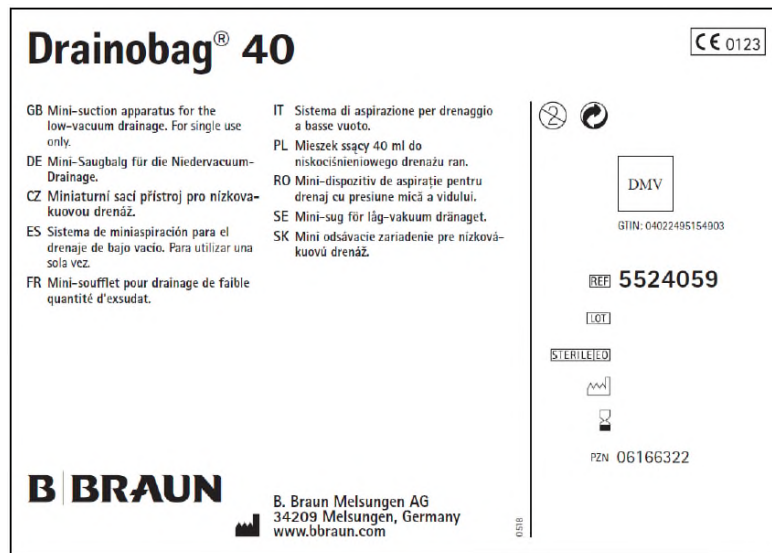 Drainobag® 40
CE 0123
GB Mini-suction apparatus for the
low-vacuum drainage. For single use
only.
DE Mini-Saugbalg für die Niedervacuum-
Drainage.
CZ Miniaturní sací přístroj pro nízkova-
kuovou drenáž.
ES Sistema de miniaspiración para el
drenaje de bajo vacío. Para utilizar una
sola vez.
FR Mini-soufflet pour drainage de faible
quantité d'exsudat.
IT Sistema di aspirazione per drenaggio
a basse vuoto.
PL Mieszek ssący 40 ml do
niskociśnieniowego drenażu ran.
RO Mini-dispozitiv de aspirație pentru
drenaj cu presiune mică a vidului.
SE Mini-sug för låg-vakuum dränaget.
SK Mini odsávacie zariadenie pre nízková-
kuovú drenáž.
2
DMV
GTIN: 04022495154903
REF 5524059
LOT
STERILE EO
PZN 06166322
B BRAUN
B. Braun Melsungen AG
34209 Melsungen, Germany
www.bbraun.com
0518